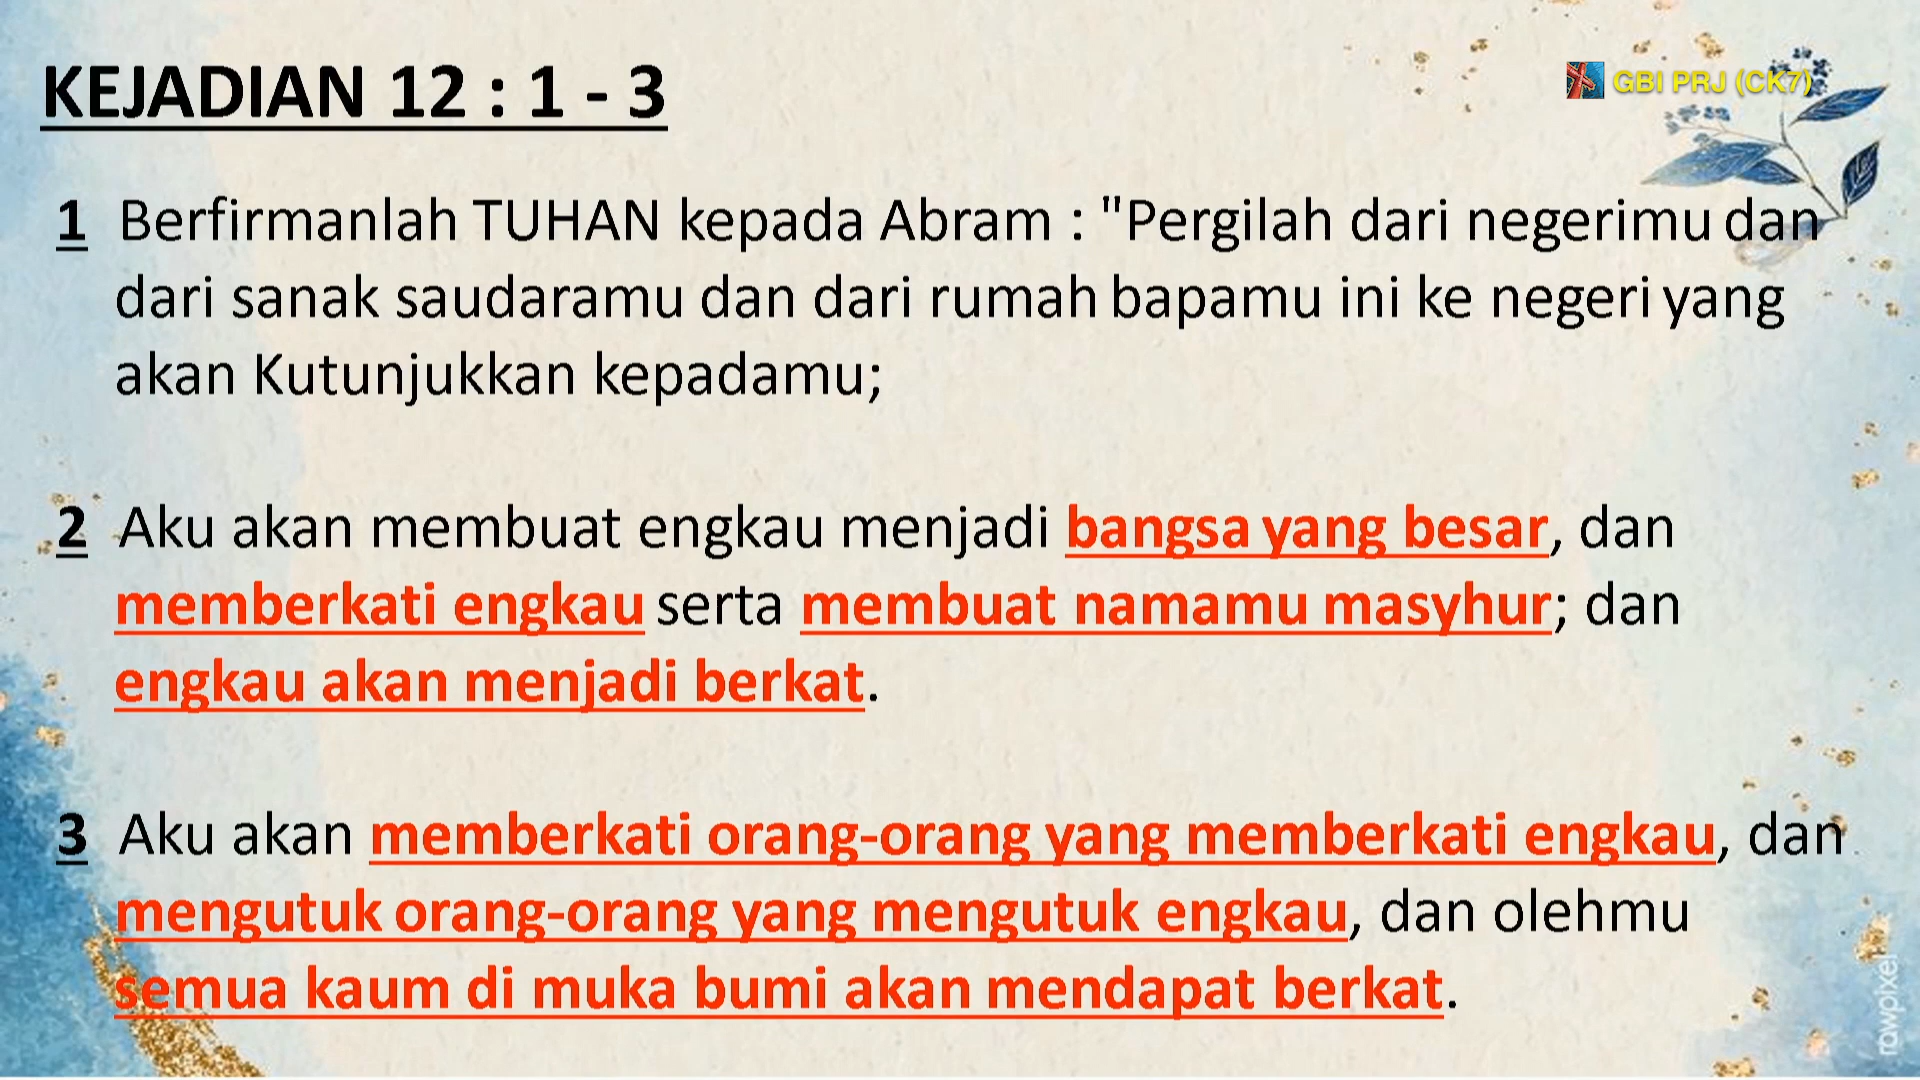 KEJADIAN 12 : 1 - 3
GBI PRJ (CK7)
1 Berfirmanlah TUHAN kepada Abram : "Pergilah dari negerimu dan
dari sanak saudaramu dan dari rumah bapamu ini ke negeri yang
akan Kutunjukkan kepadamu;
2 Aku akan membuat engkau menjadi bangsa yang besar, dan
memberkati engkau serta membuat namamu masyhur; dan
engkau akan menjadi berkat.
3 Aku akan memberkati orang-orang yang memberkati engkau, dan
mengutuk orang-orang yang mengutuk engkau, dan olehmu
semua kaum di muka bumi akan mendapat berkat.
rawpixel